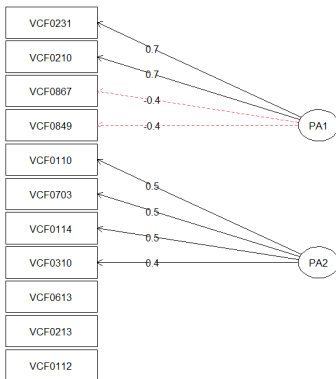 VCF0231
0.7
VCF0210
0.7
VCF0867
-0.4
VCF0849
-0.4
PA1
VCF0110
0.5
VCF0703
0.5
VCF0114
0.5
VCF0310
0.4
PA2
VCF0613
VCF0213
VCF0112